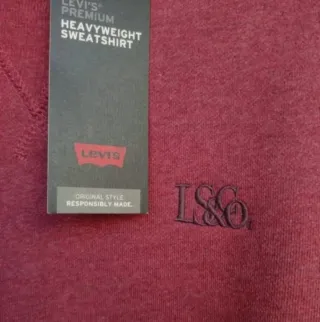 LEVI'S®
PREMIUM
HEAVYWEIGHT
SWEATSHIRT
Levi's
ORIGINAL STYLE
RESPONSIBLY MADE.
LS&Co.